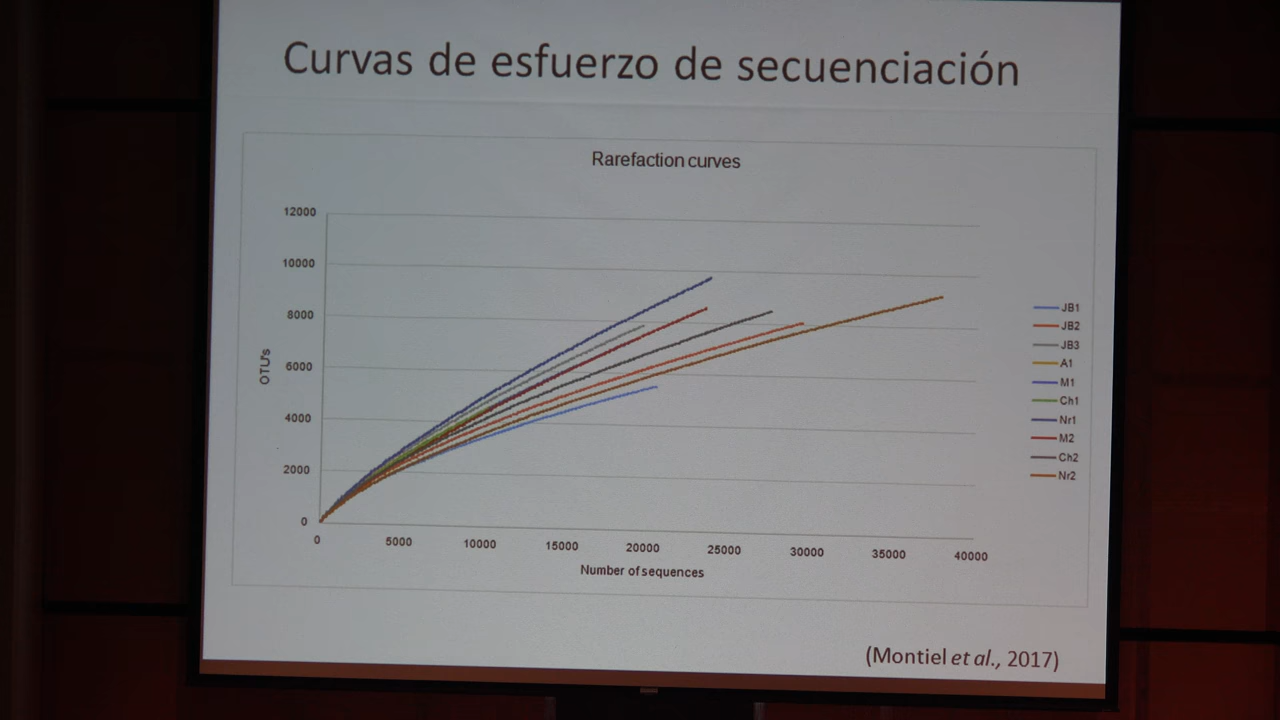 Curvas de esfuerzo de secuenciación
Rarefaction curves
12000
10000
8000
6000
4000
2000
0
OTU's
0 5000 10000 15000 20000 25000 30000 35000 40000
Number of sequences
JB1
JB2
JB3
A1
M1
Ch1
Nr1
M2
Ch2
Nr2
(Montiel et al., 2017)